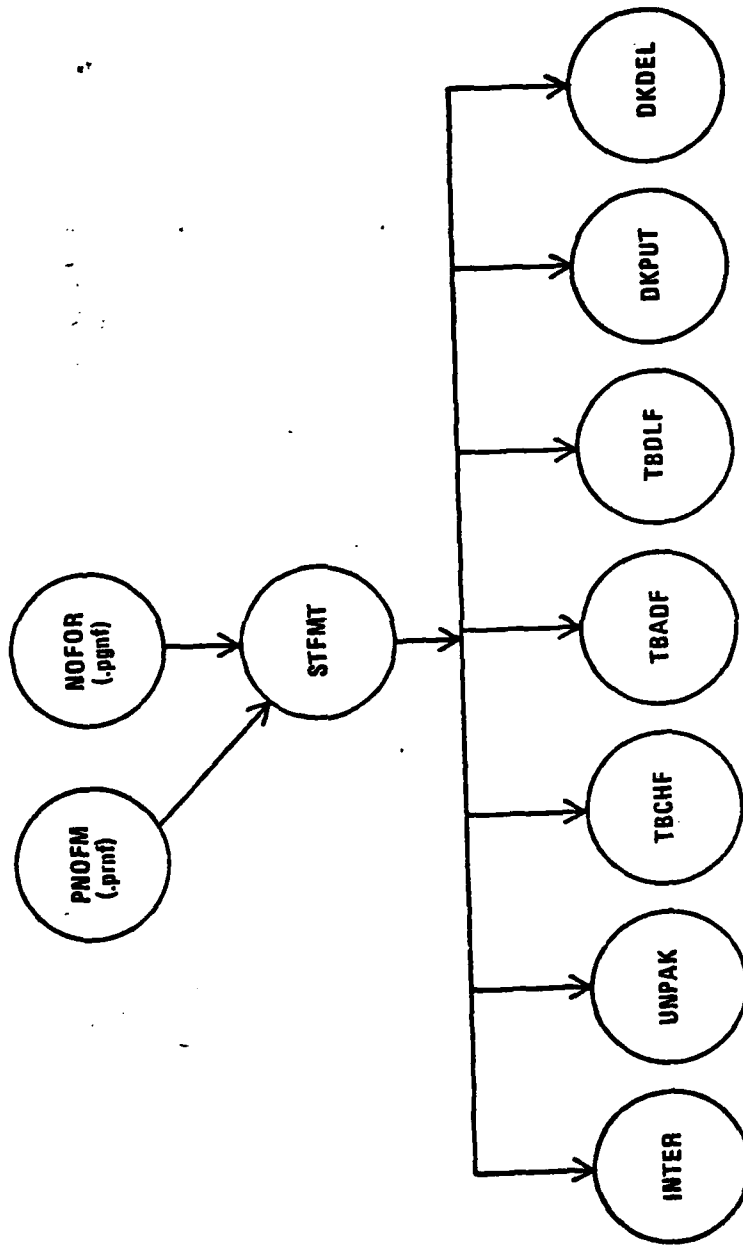 PNOFM
(.prnf)
NOFOR
(.pgnf)
STFMT
INTER
UNPAK
TBCHF
TBADF
TBDLF
DKPUT
DKDEL